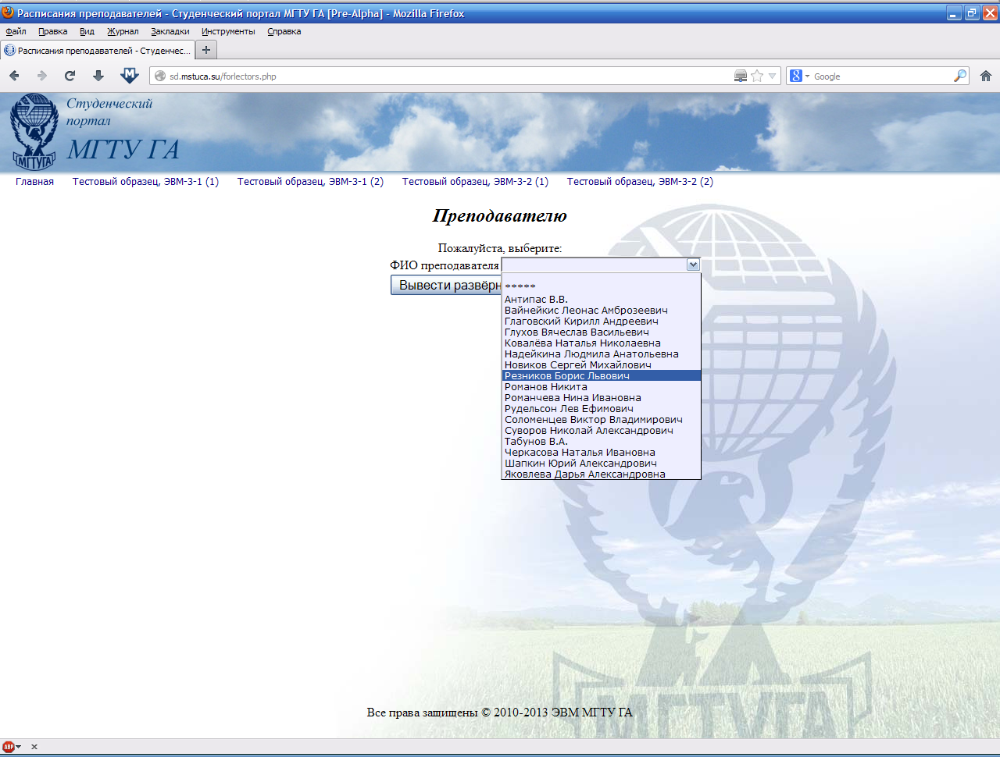 Расписания преподавателей - Студенческий портал МГТУ ГА [Pre-Alpha] - Mozilla Firefox
Файл Правка Вид Журнал Закладки Инструменты Справка
Расписания преподавателей - Студенчес... +
sd.mstuca.su/forlectors.php 8 Google
Студенческий
портал
МГТУ ГА
МГТУГА
Главная Тестовый образец, ЭВМ-3-1 (1) Тестовый образец, ЭВМ-3-1 (2) Тестовый образец, ЭВМ-3-2 (1) Тестовый образец, ЭВМ-3-2 (2)
Преподавателю
Пожалуйста, выберите:
ФИО преподавателя
Вывести развёрн
*****
Антипас В.В.
Вайнейкис Леонас Амброзеевич
Глаговский Кирилл Андреевич
Глухов Вячеслав Васильевич
Ковалёва Наталья Николаевна
Надейкина Людмила Анатольевна
Новиков Сергей Михайлович
Резников Борис Львович
Романов Никита
Романчева Нина Ивановна
Рудельсон Лев Ефимович
Соломенцев Виктор Владимирович
Суворов Николай Александрович
Табунов В.А.
Черкасова Наталья Ивановна
Шапкин Юрий Александрович
Яковлева Дарья Александровна
МГТУГА
Все права защищены © 2010-2013 ЭВМ МГТУ ГА
ABP x